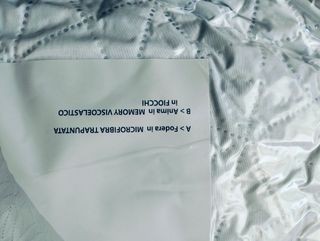 A > Fodera in MICROFIBRA TRAPUNTATA
B > Anima in MEMORY VISCOELASTICO
in FIOCCHI